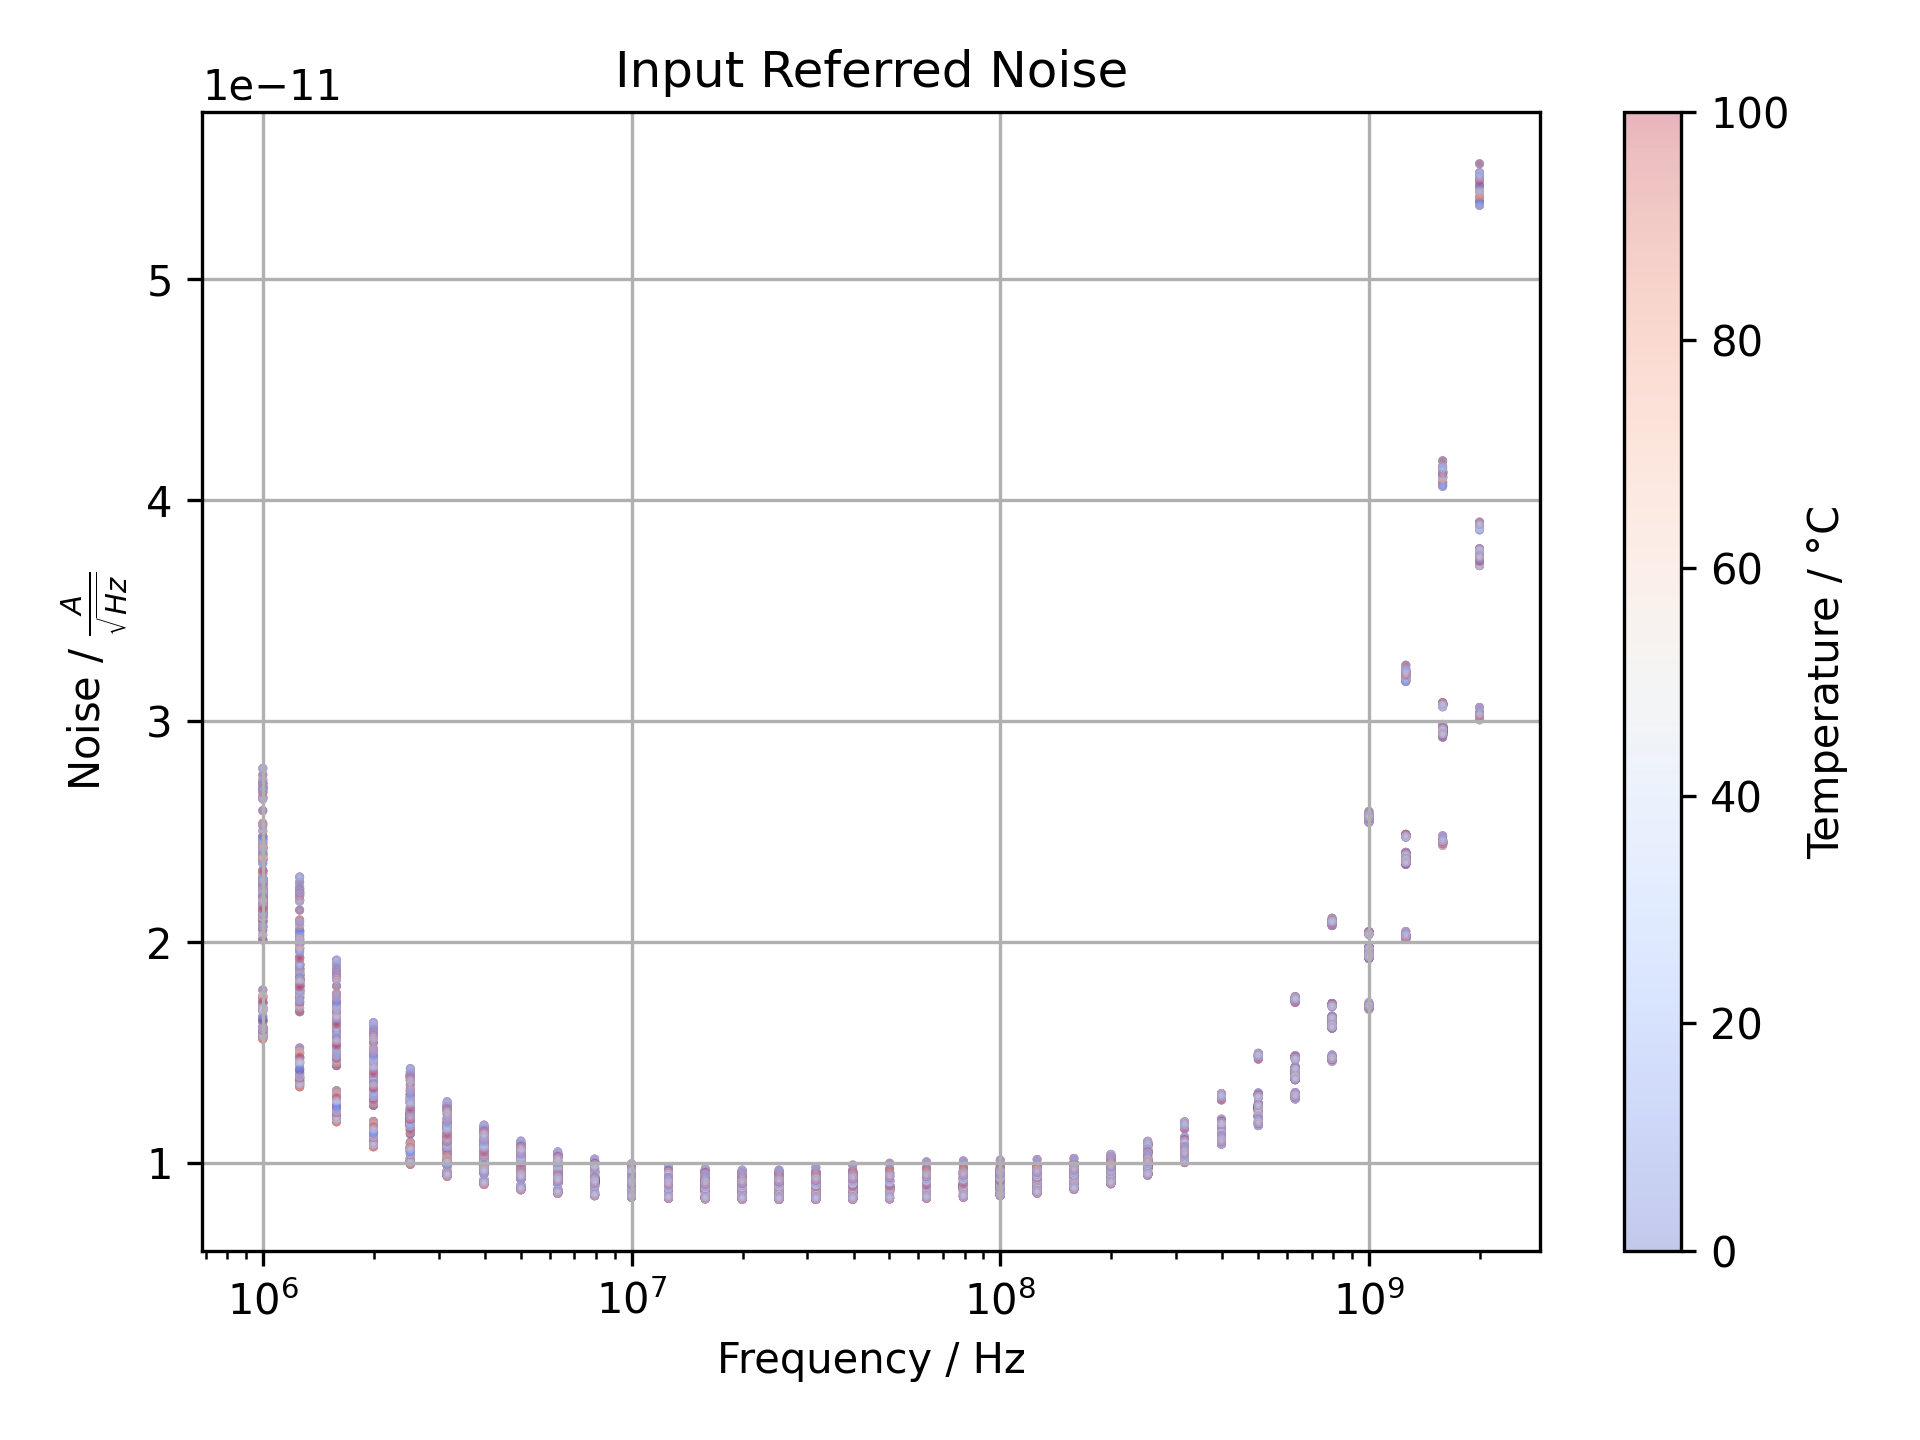 Input Referred Noise
1e−11
5
4
3
2
1
Noise / A/√Hz
10⁶ 10⁷ 10⁸ 10⁹
Frequency / Hz
100
80
60
40
20
0
Temperature / °C